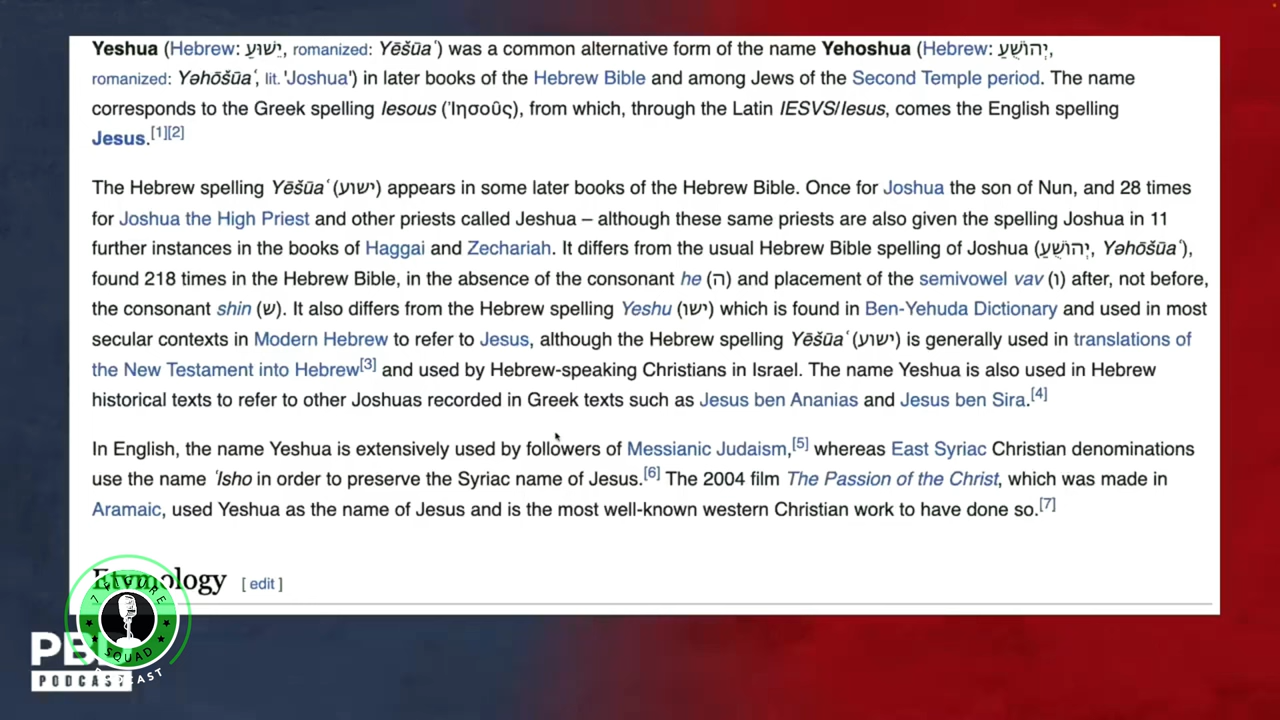 Yeshua (Hebrew: יֵשׁוּעַ, romanized: Yēšūaʿ) was a common alternative form of the name Yehoshua (Hebrew: יְהוֹשֻׁעַ,
romanized: Yəhōšūaʿ, lit. 'Joshua') in later books of the Hebrew Bible and among Jews of the Second Temple period. The name
corresponds to the Greek spelling Iesous (Ἰησοῦς), from which, through the Latin IESVS/Iesus, comes the English spelling
Jesus.[1][2]
The Hebrew spelling Yēšūaʿ (ישוע) appears in some later books of the Hebrew Bible. Once for Joshua the son of Nun, and 28 times
for Joshua the High Priest and other priests called Jeshua – although these same priests are also given the spelling Joshua in 11
further instances in the books of Haggai and Zechariah. It differs from the usual Hebrew Bible spelling of Joshua (יְהוֹשֻׁעַ, Yəhōšūaʿ),
found 218 times in the Hebrew Bible, in the absence of the consonant he (ה) and placement of the semivowel vav (ו) after, not before,
the consonant shin (ש). It also differs from the Hebrew spelling Yeshu (ישו) which is found in Ben-Yehuda Dictionary and used in most
secular contexts in Modern Hebrew to refer to Jesus, although the Hebrew spelling Yēšūaʿ (ישוע) is generally used in translations of
the New Testament into Hebrew[3] and used by Hebrew-speaking Christians in Israel. The name Yeshua is also used in Hebrew
historical texts to refer to other Joshuas recorded in Greek texts such as Jesus ben Ananias and Jesus ben Sira.[4]
In English, the name Yeshua is extensively used by followers of Messianic Judaism,[5] whereas East Syriac Christian denominations
use the name ʿIsho in order to preserve the Syriac name of Jesus.[6] The 2004 film The Passion of the Christ, which was made in
Aramaic, used Yeshua as the name of Jesus and is the most well-known western Christian work to have done so.[7]
Etymology [ edit ]
7 FIGURE
SQUAD
PODCAST
PBD
PODCAST